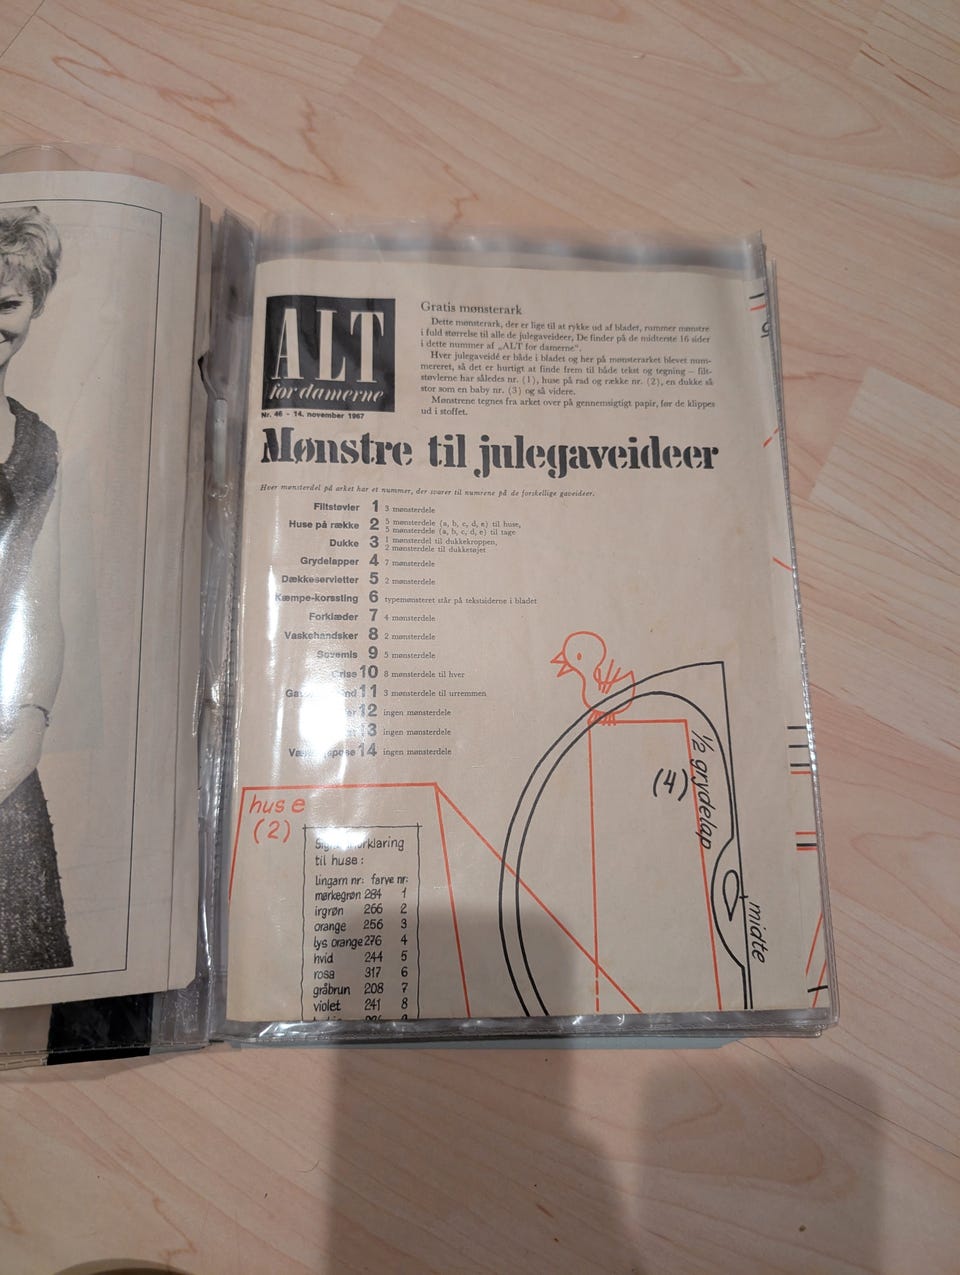 ALT
for damerne
Nr. 46 - 14. november 1967
Gratis mønsterark
Dette mønsterark, der er lige til at rykke ud af bladet, rummer mønstre
i fuld størrelse til alle de julegaveideer, De finder på de midterste 16 sider
i dette nummer af „ALT for damerne“.
Hver julegaveidé er både i bladet og her på mønsterarket blevet num-
mereret, så det er hurtigt at finde frem til både tekst og tegning – filt-
støvlerne har således nr. (1), huse på rad og række nr. (2), en dukke så
stor som en baby nr. (3) og så videre.
Mønstrene tegnes fra arket over på gennemsigtigt papir, før de klippes
ud i stoffet.
Mønstre til julegaveideer
Hver mønsterdel på arket har et nummer, der svarer til numrene på de forskellige gaveideer.
Filtstøvler 1 3 mønsterdele
Huse på række 2 5 mønsterdele (a, b, c, d, e) til huse,
5 mønsterdele (a, b, c, d, e) til tage
Dukke 3 1 mønsterdel til dukkekroppen,
2 mønsterdele til dukketøjet
Grydelapper 4 7 mønsterdele
Dækkeservietter 5 2 mønsterdele
Kæmpe-korssting 6 typemønsteret står på tekstsiderne i bladet
Forklæder 7 4 mønsterdele
Vaskehandsker 8 2 mønsterdele
Sovemis 9 5 mønsterdele
10 8 mønsterdele til hver
11 3 mønsterdele til urremmen
12 ingen mønsterdele
13 ingen mønsterdele
14 ingen mønsterdele
huse
(2)
til huse:
lingarn nr: farve nr:
mørkegrøn 284 1
irgrøn 266 2
orange 256 3
lys orange 276 4
hvid 244 5
rosa 317 6
gråbrun 208 7
violet 241 8
½ grydelap
(4)
midte